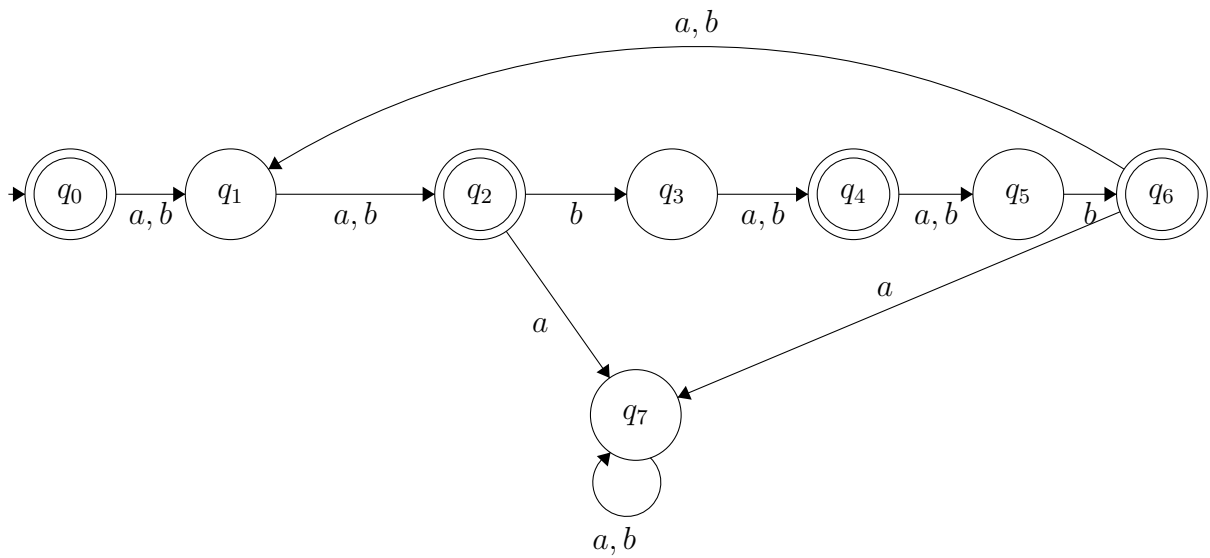 a, b
q0 q1 q2 q3 q4 q5 q6
a, b a, b b a, b a, b b
a
a
q7
a, b